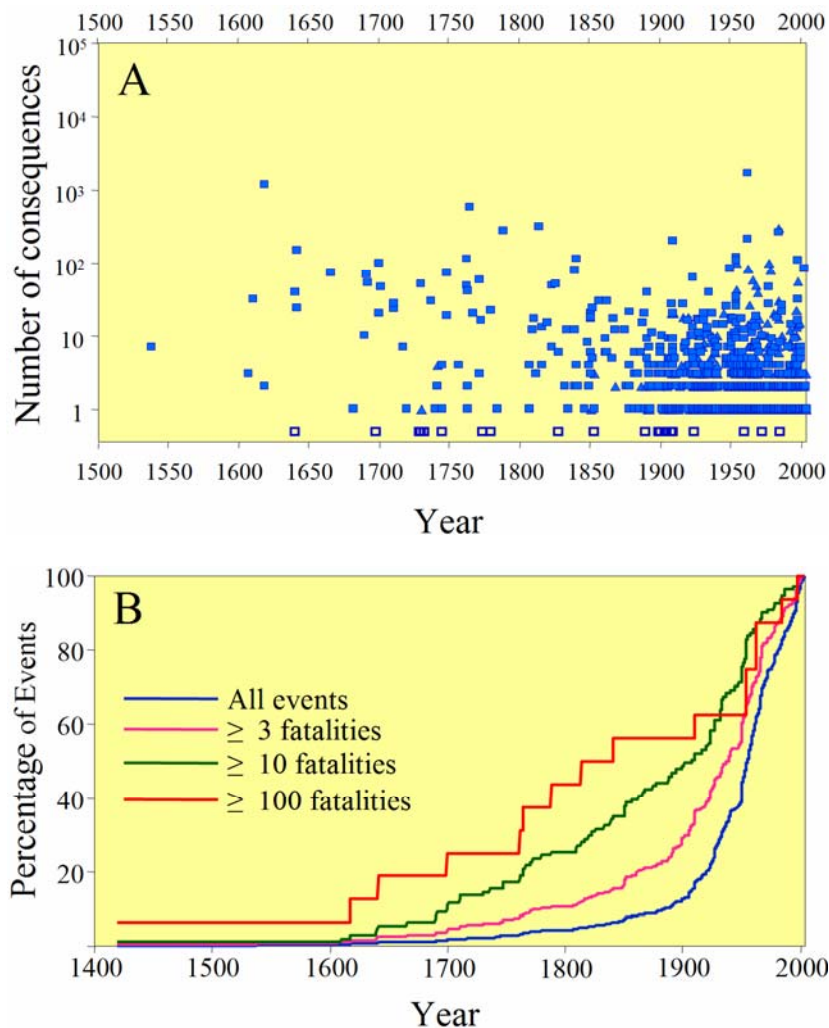 1500 1550 1600 1650 1700 1750 1800 1850 1900 1950 2000
A
10⁵
10⁴
10³
10²
10
1
Number of consequences
1500 1550 1600 1650 1700 1750 1800 1850 1900 1950 2000
Year
B
100
80
60
40
20
Percentage of Events
All events
≥ 3 fatalities
≥ 10 fatalities
≥ 100 fatalities
1400 1500 1600 1700 1800 1900 2000
Year